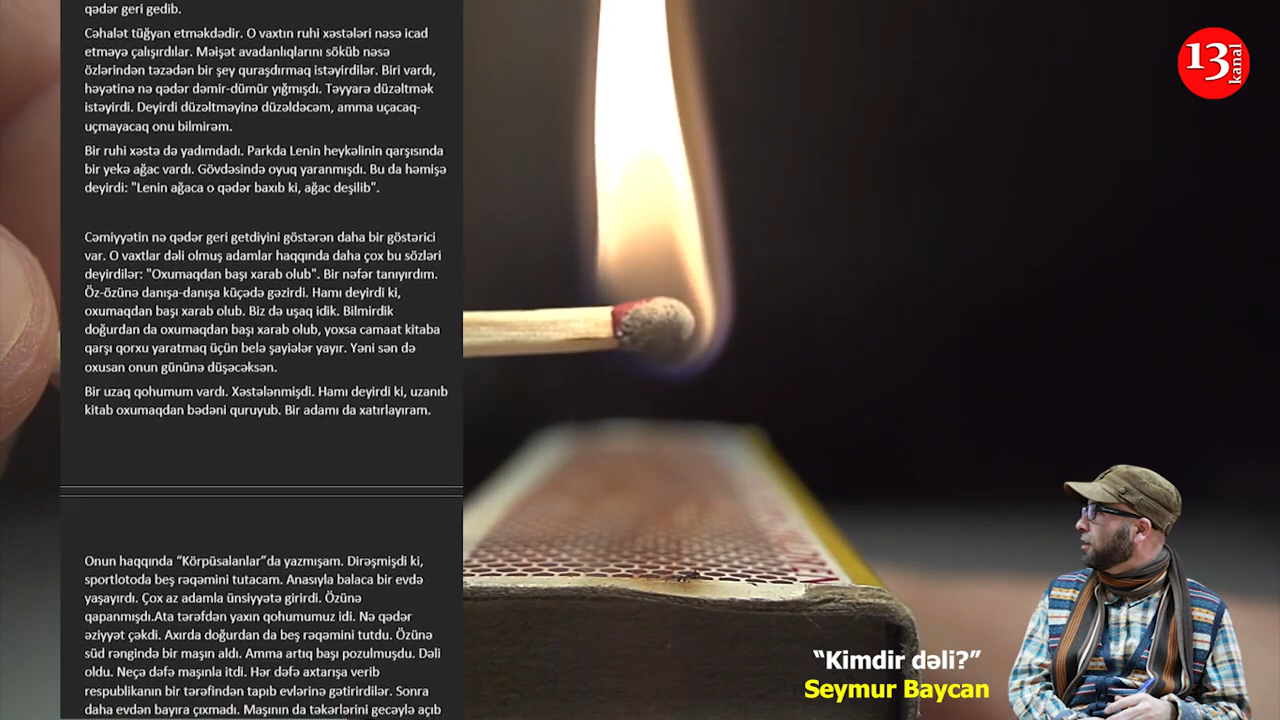 qədər geri gedib.
Cəhalət tüğyan etməkdədir. O vaxtın ruhi xəstələri nəsə icad
etməyə çalışırdılar. Məişət avadanlıqlarını söküb nəsə
özlərindən təzədən bir şey quraşdırmaq istəyirdilər. Biri vardı,
həyətinə nə qədər dəmir-dümür yığmışdı. Təyyarə düzəltmək
istəyirdi. Deyirdi düzəltməyinə düzəldəcəm, amma uçacaq-
uçmayacaq onu bilmirəm.
Bir ruhi xəstə də yadımdadı. Parkda Lenin heykəlinin qarşısında
bir yekə ağac vardı. Gövdəsində oyuq yaranmışdı. Bu da həmişə
deyirdi: "Lenin ağaca o qədər baxıb ki, ağac deşilib".
Cəmiyyətin nə qədər geri getdiyini göstərən daha bir göstərici
var. O vaxtlar dəli olmuş adamlar haqqında daha çox bu sözləri
deyirdilər: "Oxumaqdan başı xarab olub". Bir nəfər tanıyırdım.
Öz-özünə danışa-danışa küçədə gəzirdi. Hamı deyirdi ki,
oxumaqdan başı xarab olub. Biz də uşaq idik. Bilmirdik
doğurdan da oxumaqdan başı xarab olub, yoxsa camaat kitaba
qarşı qorxu yaratmaq üçün belə şayiələr yayır. Yəni sən də
oxusan onun gününə düşəcəksən.
Bir uzaq qohumum vardı. Xəstələnmişdi. Hamı deyirdi ki, uzanıb
kitab oxumaqdan bədəni quruyub. Bir adamı da xatırlayıram.
Onun haqqında “Körpüsalanlar”da yazmışam. Dirəşmişdi ki,
sportlotoda beş rəqəmini tutacam. Anasıyla balaca bir evdə
yaşayırdı. Çox az adamla ünsiyyətə girirdi. Özünə
qapanmışdı.Ata tərəfdən yaxın qohumumuz idi. Nə qədər
əziyyət çəkdi. Axırda doğurdan da beş rəqəmini tutdu. Özünə
süd rəngində bir maşın aldı. Amma artıq başı pozulmuşdu. Dəli
oldu. Neçə dəfə maşınla itdi. Hər dəfə axtarışa verib
respublikanın bir tərəfindən tapıb evlərinə gətirirdilər. Sonra
daha evdən bayıra çıxmadı. Maşının da təkərlərini gecəylə açıb
13 kanal
“Kimdir dəli?”
Seymur Baycan